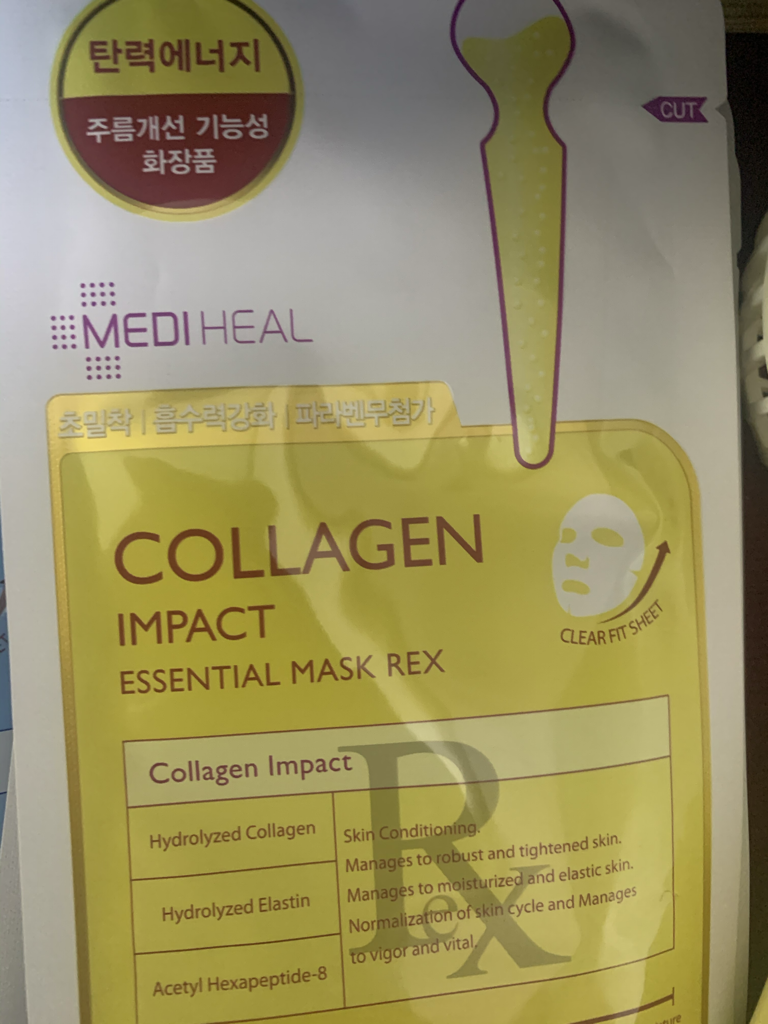 탄력에너지
주름개선 기능성
화장품
CUT
MEDIHEAL
초밀착 | 흡수력강화 | 파라벤무첨가
COLLAGEN
IMPACT
ESSENTIAL MASK REX
CLEAR FIT SHEET
Collagen Impact
Rex
Hydrolyzed Collagen
Hydrolyzed Elastin
Acetyl Hexapeptide-8
Skin Conditioning.
Manages to robust and tightened skin.
Manages to moisturized and elastic skin.
Normalization of skin cycle and Manages
to vigor and vital.